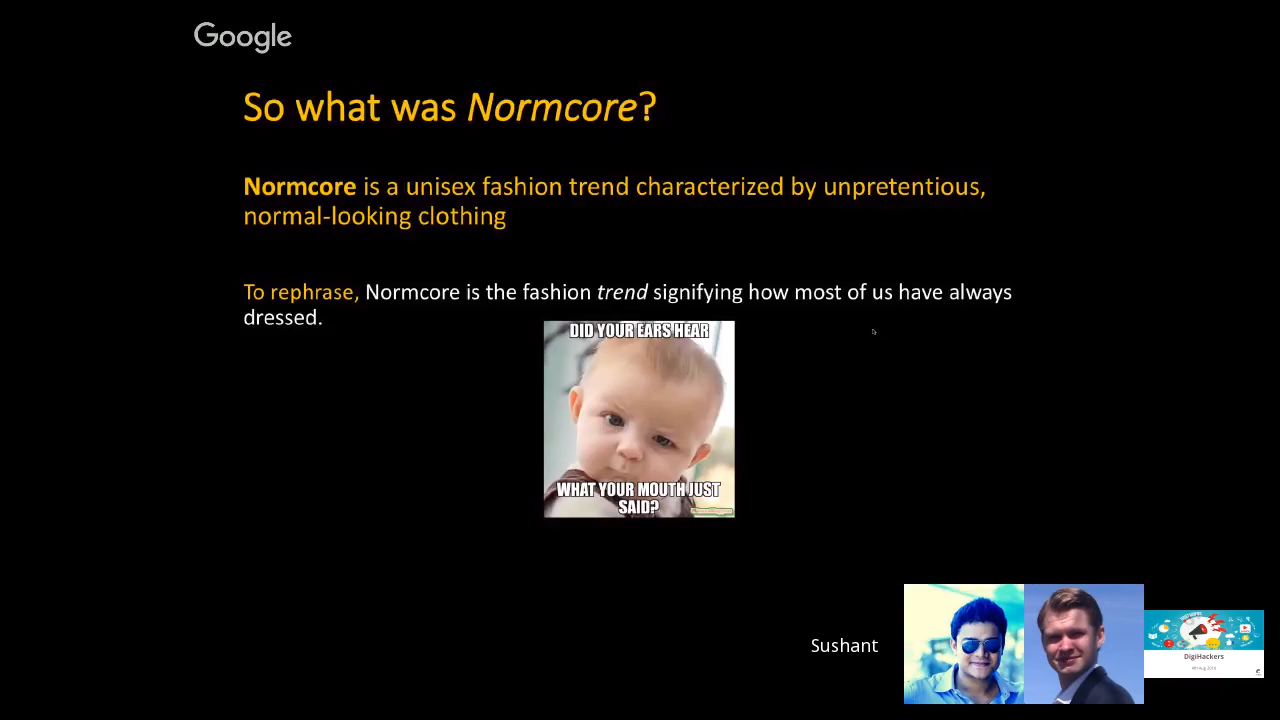 Google
So what was Normcore?
Normcore is a unisex fashion trend characterized by unpretentious,
normal-looking clothing
To rephrase, Normcore is the fashion trend signifying how most of us have always
dressed.
DID YOUR EARS HEAR
WHAT YOUR MOUTH JUST
SAID?
Sushant
DigiHackers